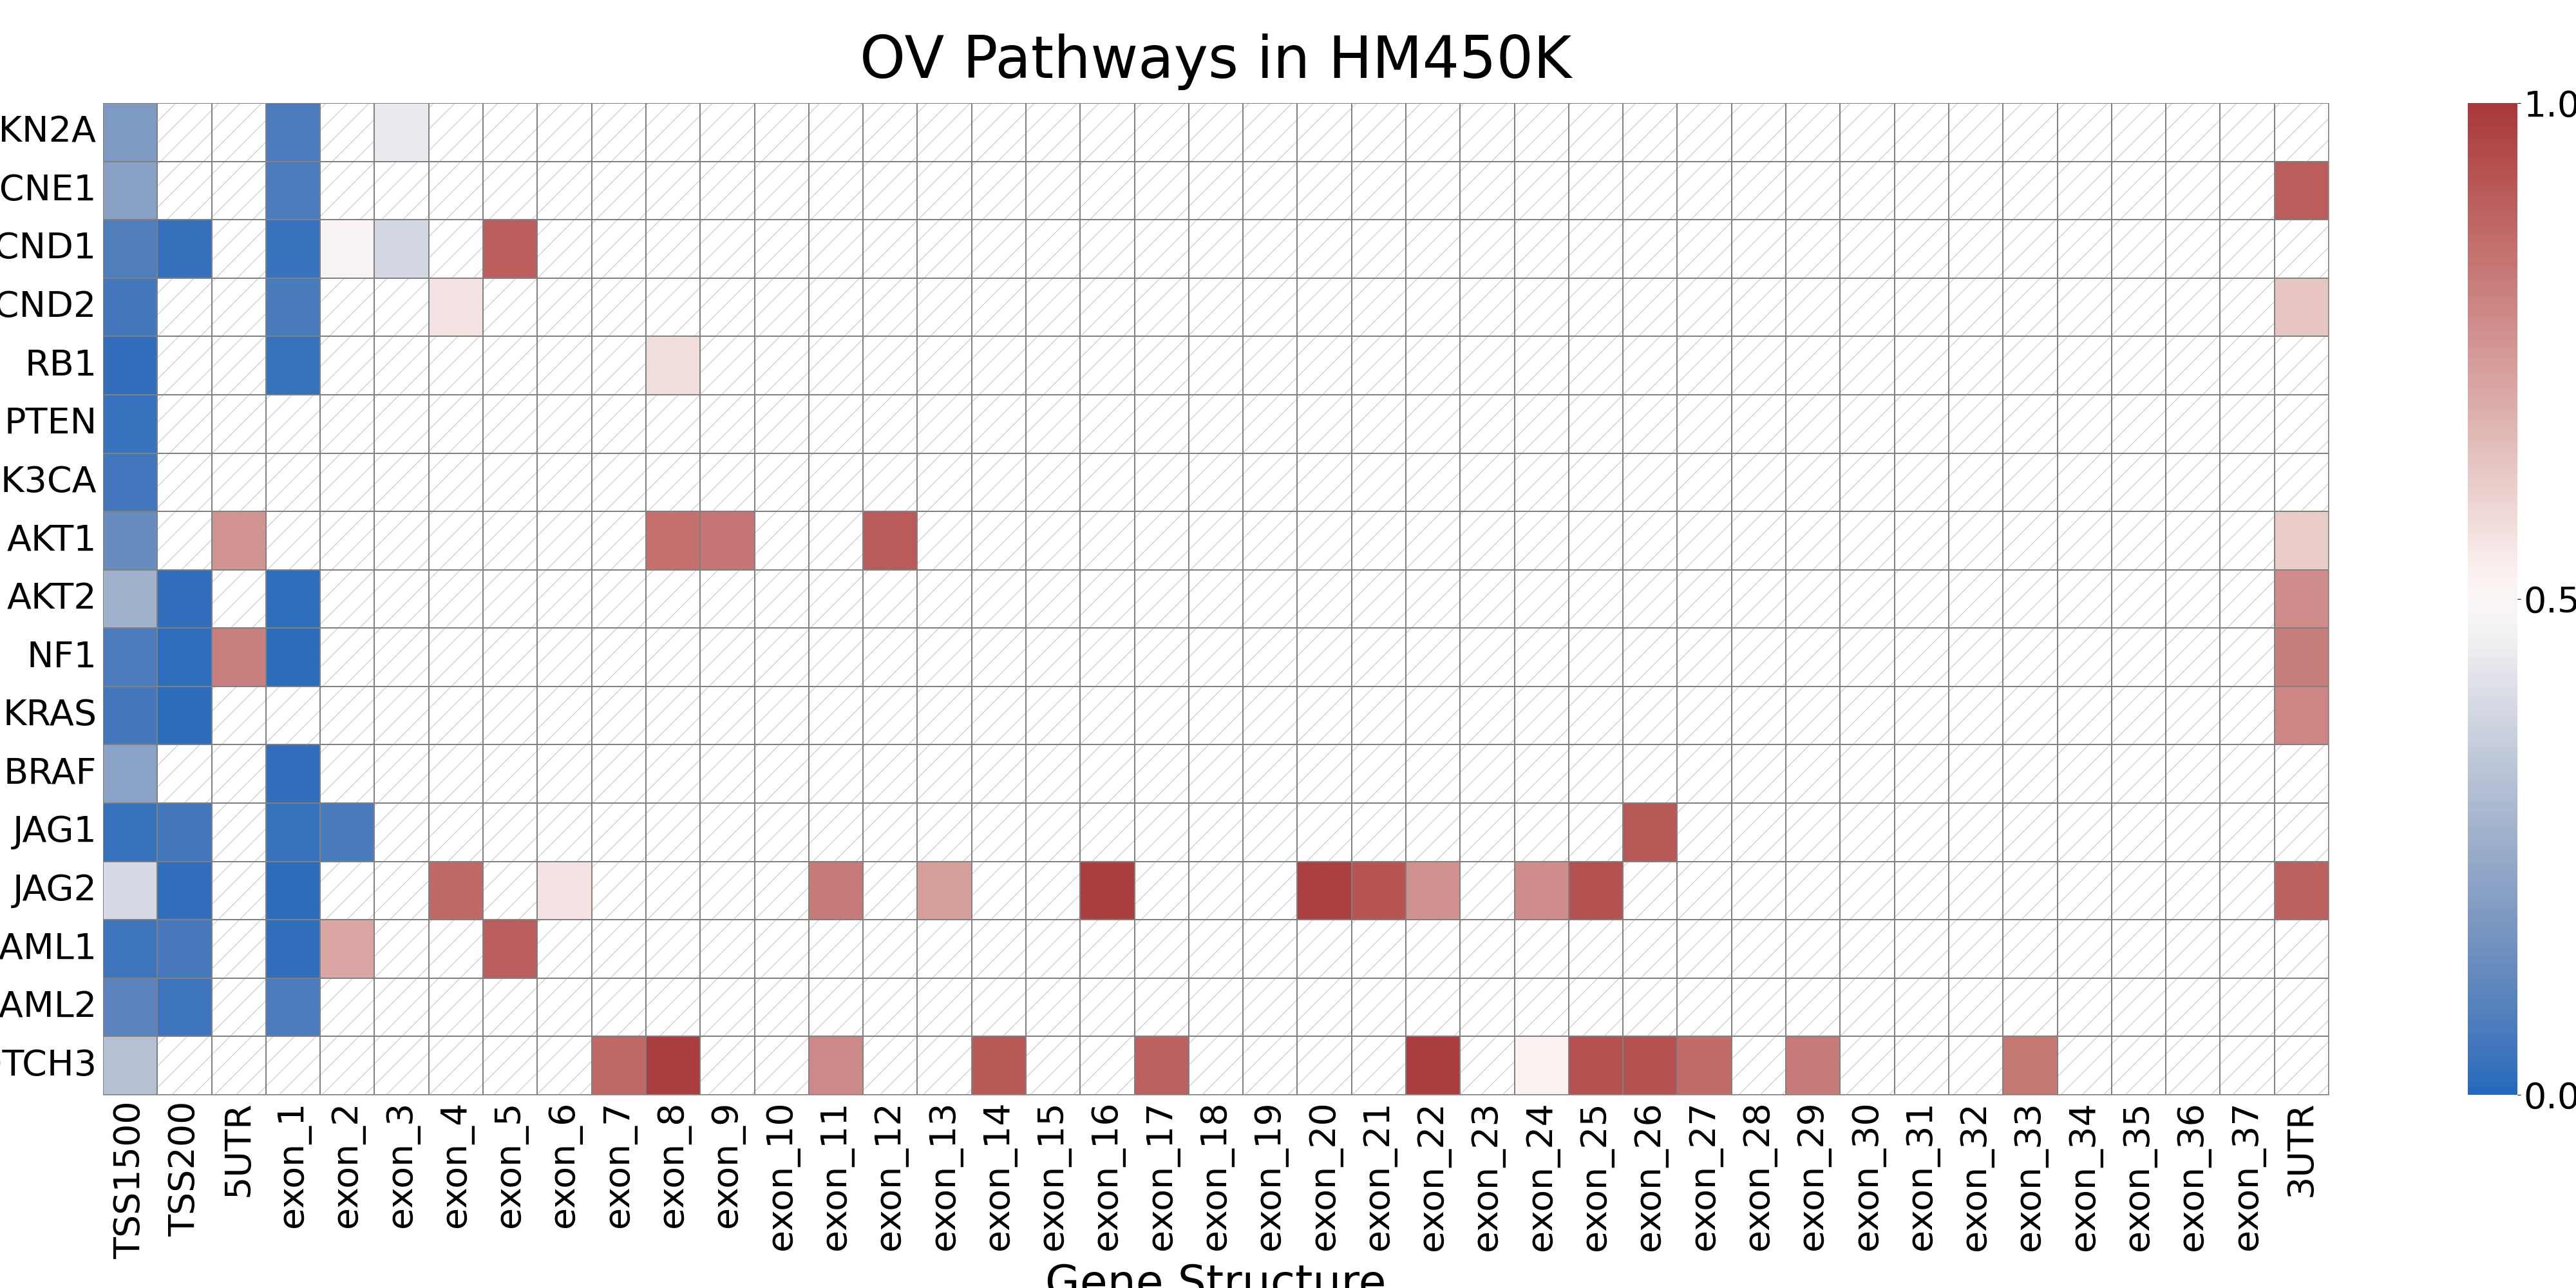 OV Pathways in HM450K
KN2A
CNE1
CND1
CND2
RB1
PTEN
K3CA
AKT1
AKT2
NF1
KRAS
BRAF
JAG1
JAG2
AML1
AML2
TCH3
1.0
0.5
0.0
TSS1500
TSS200
5UTR
exon_1
exon_2
exon_3
exon_4
exon_5
exon_6
exon_7
exon_8
exon_9
exon_10
exon_11
exon_12
exon_13
exon_14
exon_15
exon_16
exon_17
exon_18
exon_19
exon_20
exon_21
exon_22
exon_23
exon_24
exon_25
exon_26
exon_27
exon_28
exon_29
exon_30
exon_31
exon_32
exon_33
exon_34
exon_35
exon_36
exon_37
3UTR
Gene Structure